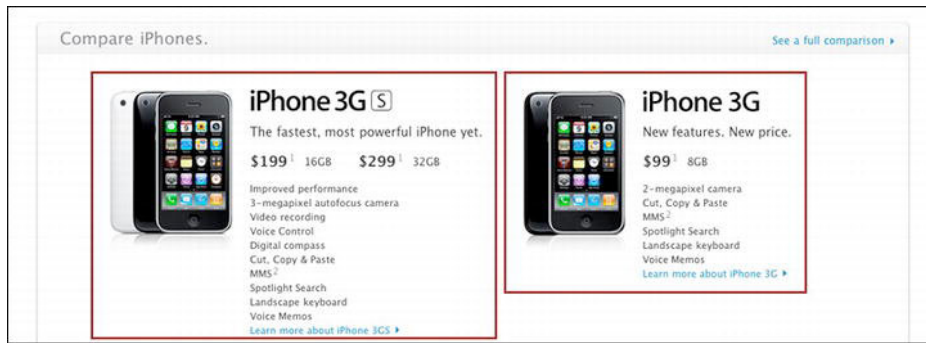 Compare iPhones.
See a full comparison ▸
iPhone 3G S
The fastest, most powerful iPhone yet.
$199 1 16GB $299 1 32GB
Improved performance
3-megapixel autofocus camera
Video recording
Voice Control
Digital compass
Cut, Copy & Paste
MMS 2
Spotlight Search
Landscape keyboard
Voice Memos
Learn more about iPhone 3GS ▸
iPhone 3G
New features. New price.
$99 1 8GB
2-megapixel camera
Cut, Copy & Paste
MMS 2
Spotlight Search
Landscape keyboard
Voice Memos
Learn more about iPhone 3G ▸